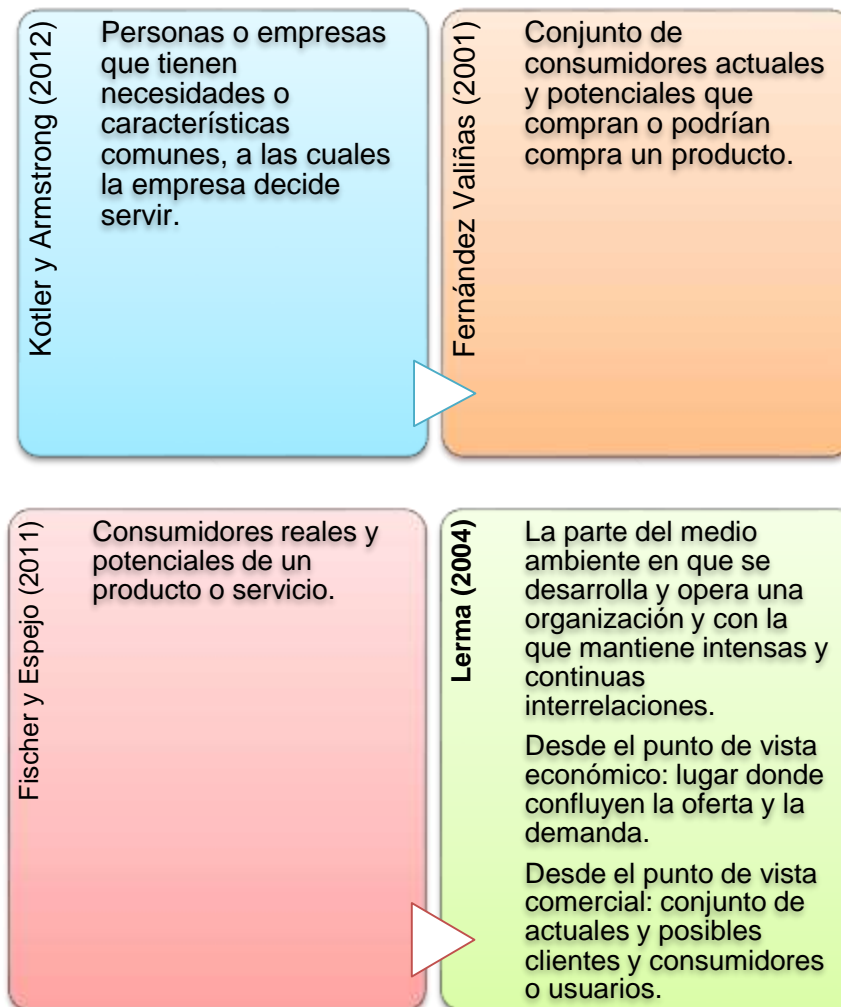 Kotler y Armstrong (2012)
Personas o empresas
que tienen
necesidades o
características
comunes, a las cuales
la empresa decide
servir.
Fernández Valiñas (2001)
Conjunto de
consumidores actuales
y potenciales que
compran o podrían
compra un producto.
Fischer y Espejo (2011)
Consumidores reales y
potenciales de un
producto o servicio.
Lerma (2004)
La parte del medio
ambiente en que se
desarrolla y opera una
organización y con la
que mantiene intensas y
continuas
interrelaciones.
Desde el punto de vista
económico: lugar donde
confluyen la oferta y la
demanda.
Desde el punto de vista
comercial: conjunto de
actuales y posibles
clientes y consumidores
o usuarios.